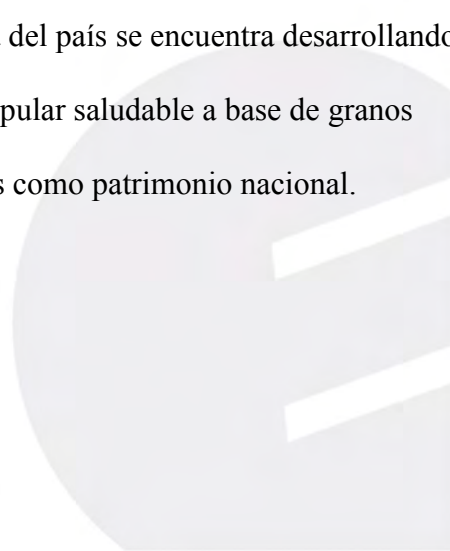 del país se encuentra desarrollando
pular saludable a base de granos
s como patrimonio nacional.